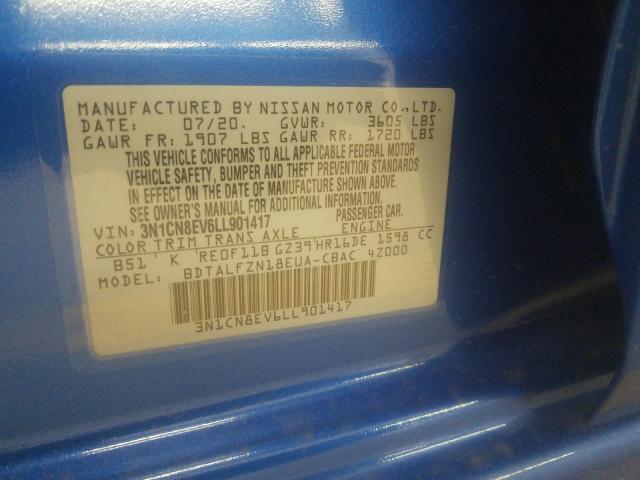 MANUFACTURED BY NISSAN MOTOR CO.,LTD.
DATE: 07/20. GVWR: 3605 LBS
GAWR FR: 1907 LBS GAWR RR: 1720 LBS
THIS VEHICLE CONFORMS TO ALL APPLICABLE FEDERAL MOTOR
VEHICLE SAFETY, BUMPER AND THEFT PREVENTION STANDARDS
IN EFFECT ON THE DATE OF MANUFACTURE SHOWN ABOVE.
SEE OWNER'S MANUAL FOR ADDITIONAL INFORMATION.
VIN: 3N1CN8EV6LL901417 PASSENGER CAR.
COLOR TRIM TRANS AXLE ENGINE
B51 K RE0F11B GZ39 HR16DE 1598 CC
MODEL: BDTALFZN18EUA-CBAC 4Z000
3N1CN8EV6LL901417